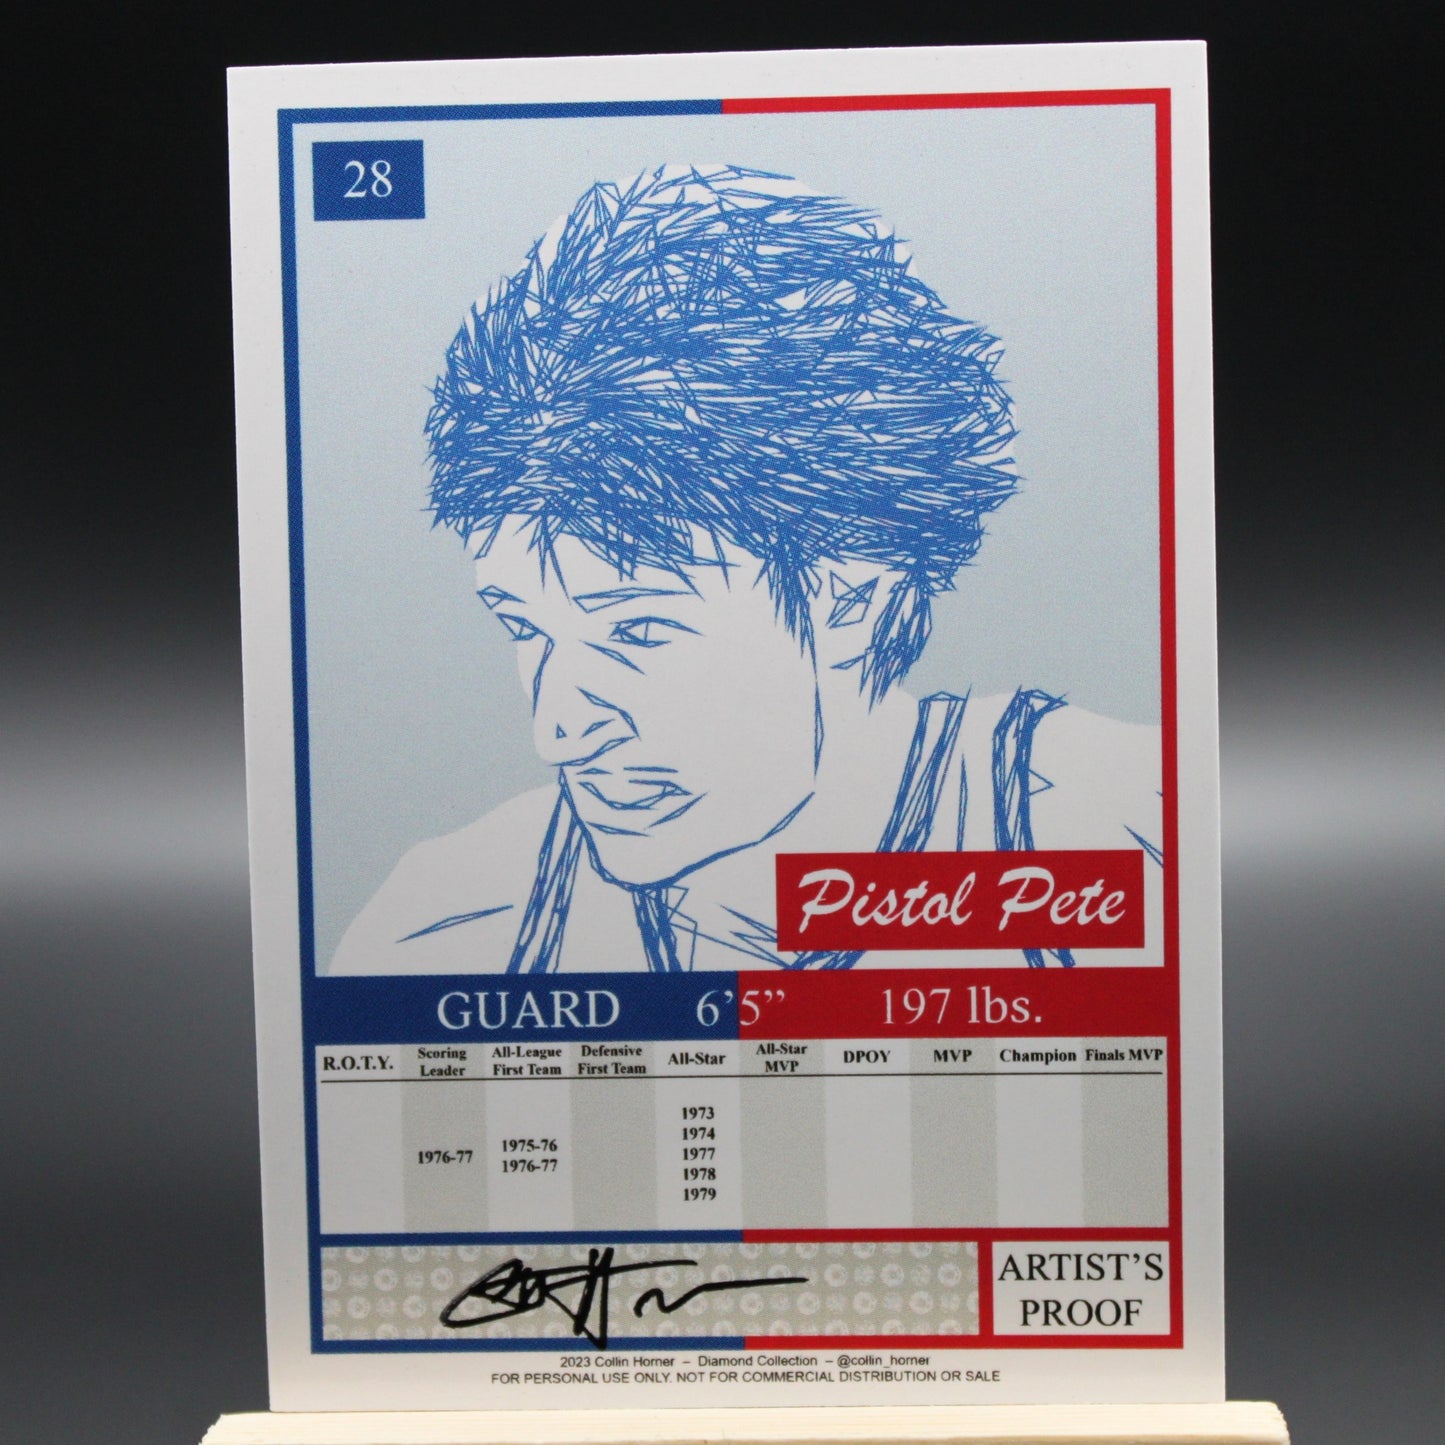 28
Pistol Pete
GUARD 6’5” 197 lbs.
R.O.T.Y. Scoring Leader All-League First Team Defensive First Team All-Star All-Star MVP DPOY MVP Champion Finals MVP
1976-77
1975-76
1976-77
1973
1974
1977
1978
1979
ARTIST’S
PROOF
2023 Collin Horner – Diamond Collection – @collin_horner
FOR PERSONAL USE ONLY. NOT FOR COMMERCIAL DISTRIBUTION OR SALE